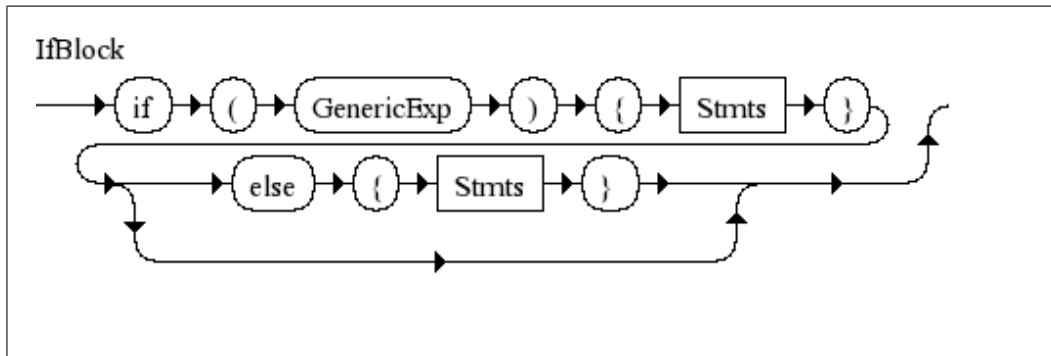 IfBlock
if ( GenericExp ) { Stmts }
else { Stmts }